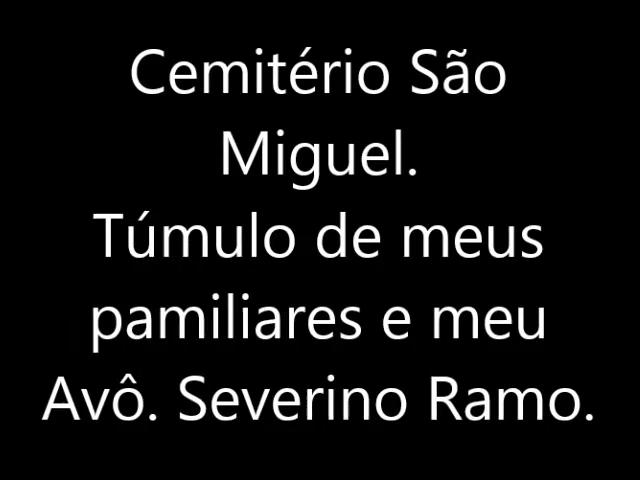 Cemitério São
Miguel.
Túmulo de meus
pamiliares e meu
Avô. Severino Ramo.